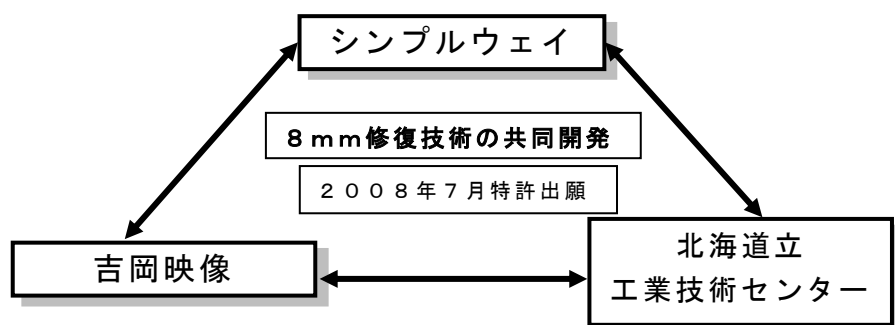 シンプルウェイ
８ｍｍ修復技術の共同開発
２００８年７月特許出願
吉岡映像
北海道立
工業技術センター